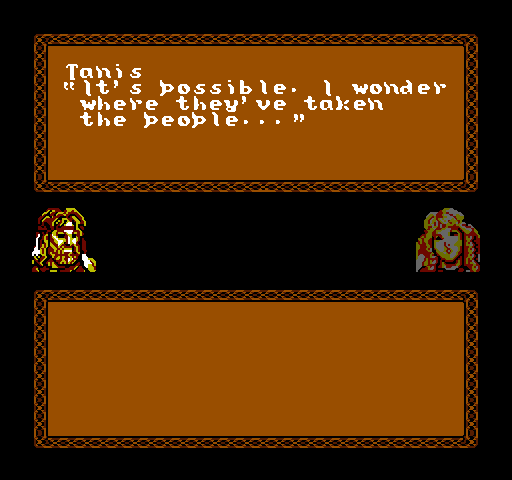 Tanis
“It's possible. I wonder
where they've taken
the people...”